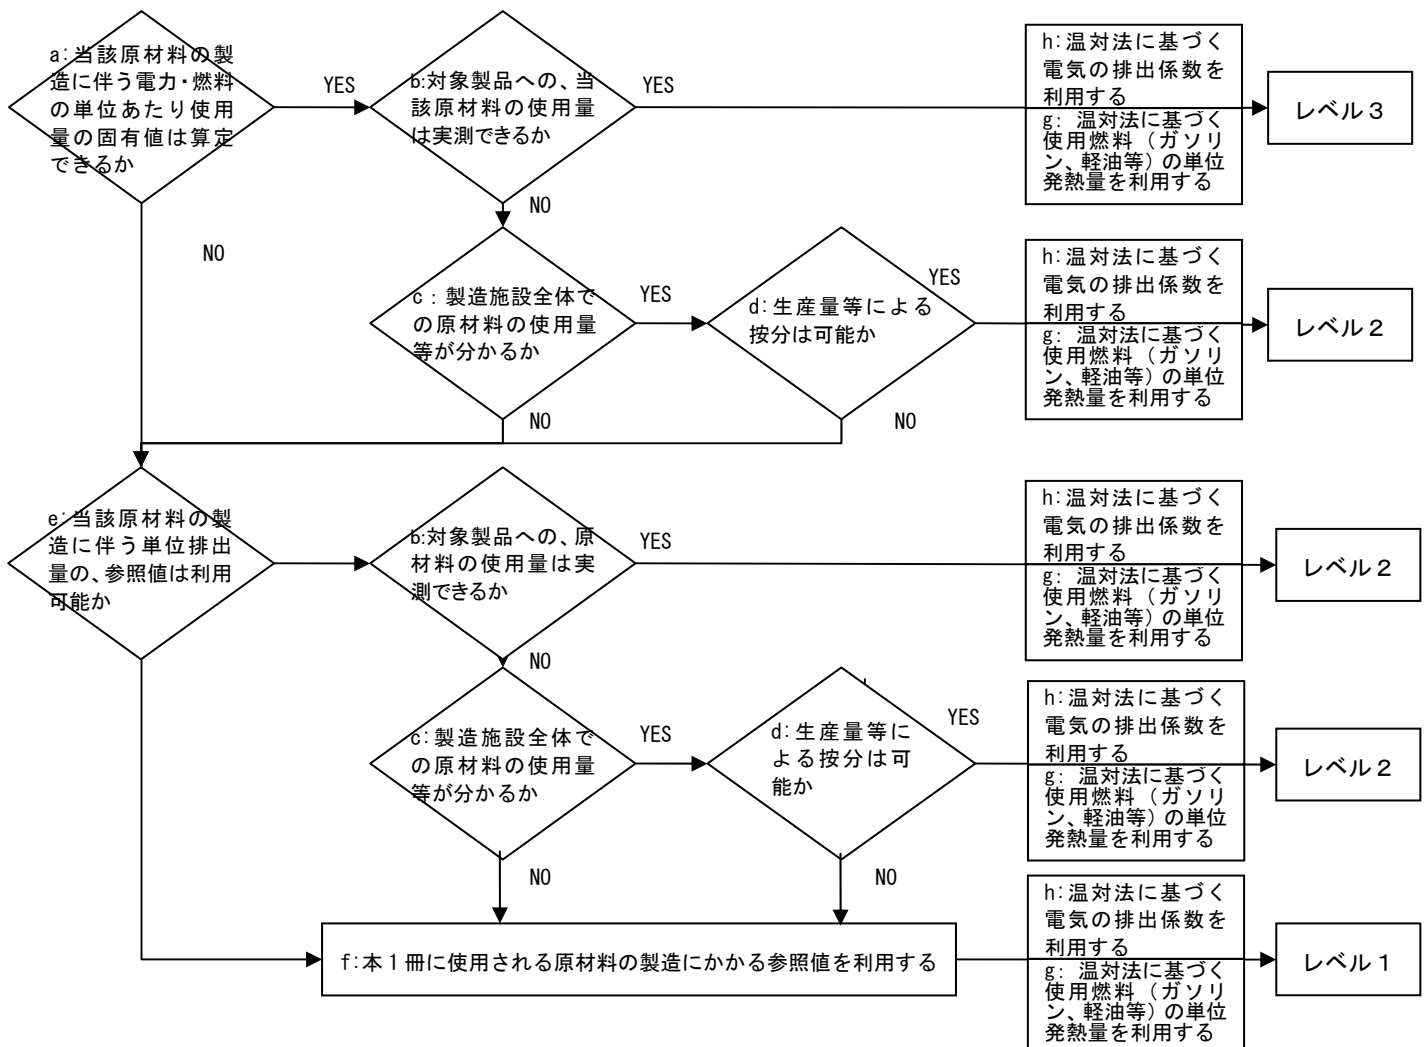 a:当該原材料の製
造に伴う電力・燃料
の単位あたり使用
量の固有値は算定
できるか
YES
b:対象製品への、当
該原材料の使用量
は実測できるか
YES
h:温対法に基づく
電気の排出係数を
利用する
g: 温対法に基づく
使用燃料(ガソリ
ン、軽油等)の単位
発熱量を利用する
レベル3
NO
NO
c:製造施設全体で
の原材料の使用量
等が分かるか
YES
d:生産量等による
按分は可能か
YES
h:温対法に基づく
電気の排出係数を
利用する
g: 温対法に基づく
使用燃料(ガソリ
ン、軽油等)の単位
発熱量を利用する
レベル2
NO
NO
e:当該原材料の製
造に伴う単位排出
量の、参照値は利用
可能か
b:対象製品への、原
材料の使用量は実
測できるか
YES
h:温対法に基づく
電気の排出係数を
利用する
g: 温対法に基づく
使用燃料(ガソリ
ン、軽油等)の単位
発熱量を利用する
レベル2
NO
c:製造施設全体で
の原材料の使用量
等が分かるか
YES
d:生産量等に
よる按分は可
能か
YES
h:温対法に基づく
電気の排出係数を
利用する
g: 温対法に基づく
使用燃料(ガソリ
ン、軽油等)の単位
発熱量を利用する
レベル2
NO
NO
f:本1冊に使用される原材料の製造にかかる参照値を利用する
h:温対法に基づく
電気の排出係数を
利用する
g: 温対法に基づく
使用燃料(ガソリ
ン、軽油等)の単位
発熱量を利用する
レベル1